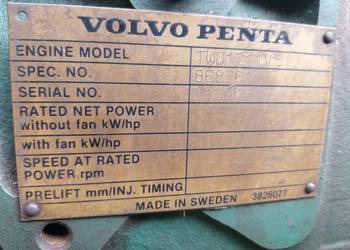 VOLVO PENTA
ENGINE MODEL
SPEC. NO.
SERIAL NO.
RATED NET POWER
without fan kW/hp
with fan kW/hp
SPEED AT RATED
POWER rpm
PRELIFT mm/INJ. TIMING
MADE IN SWEDEN 3826077